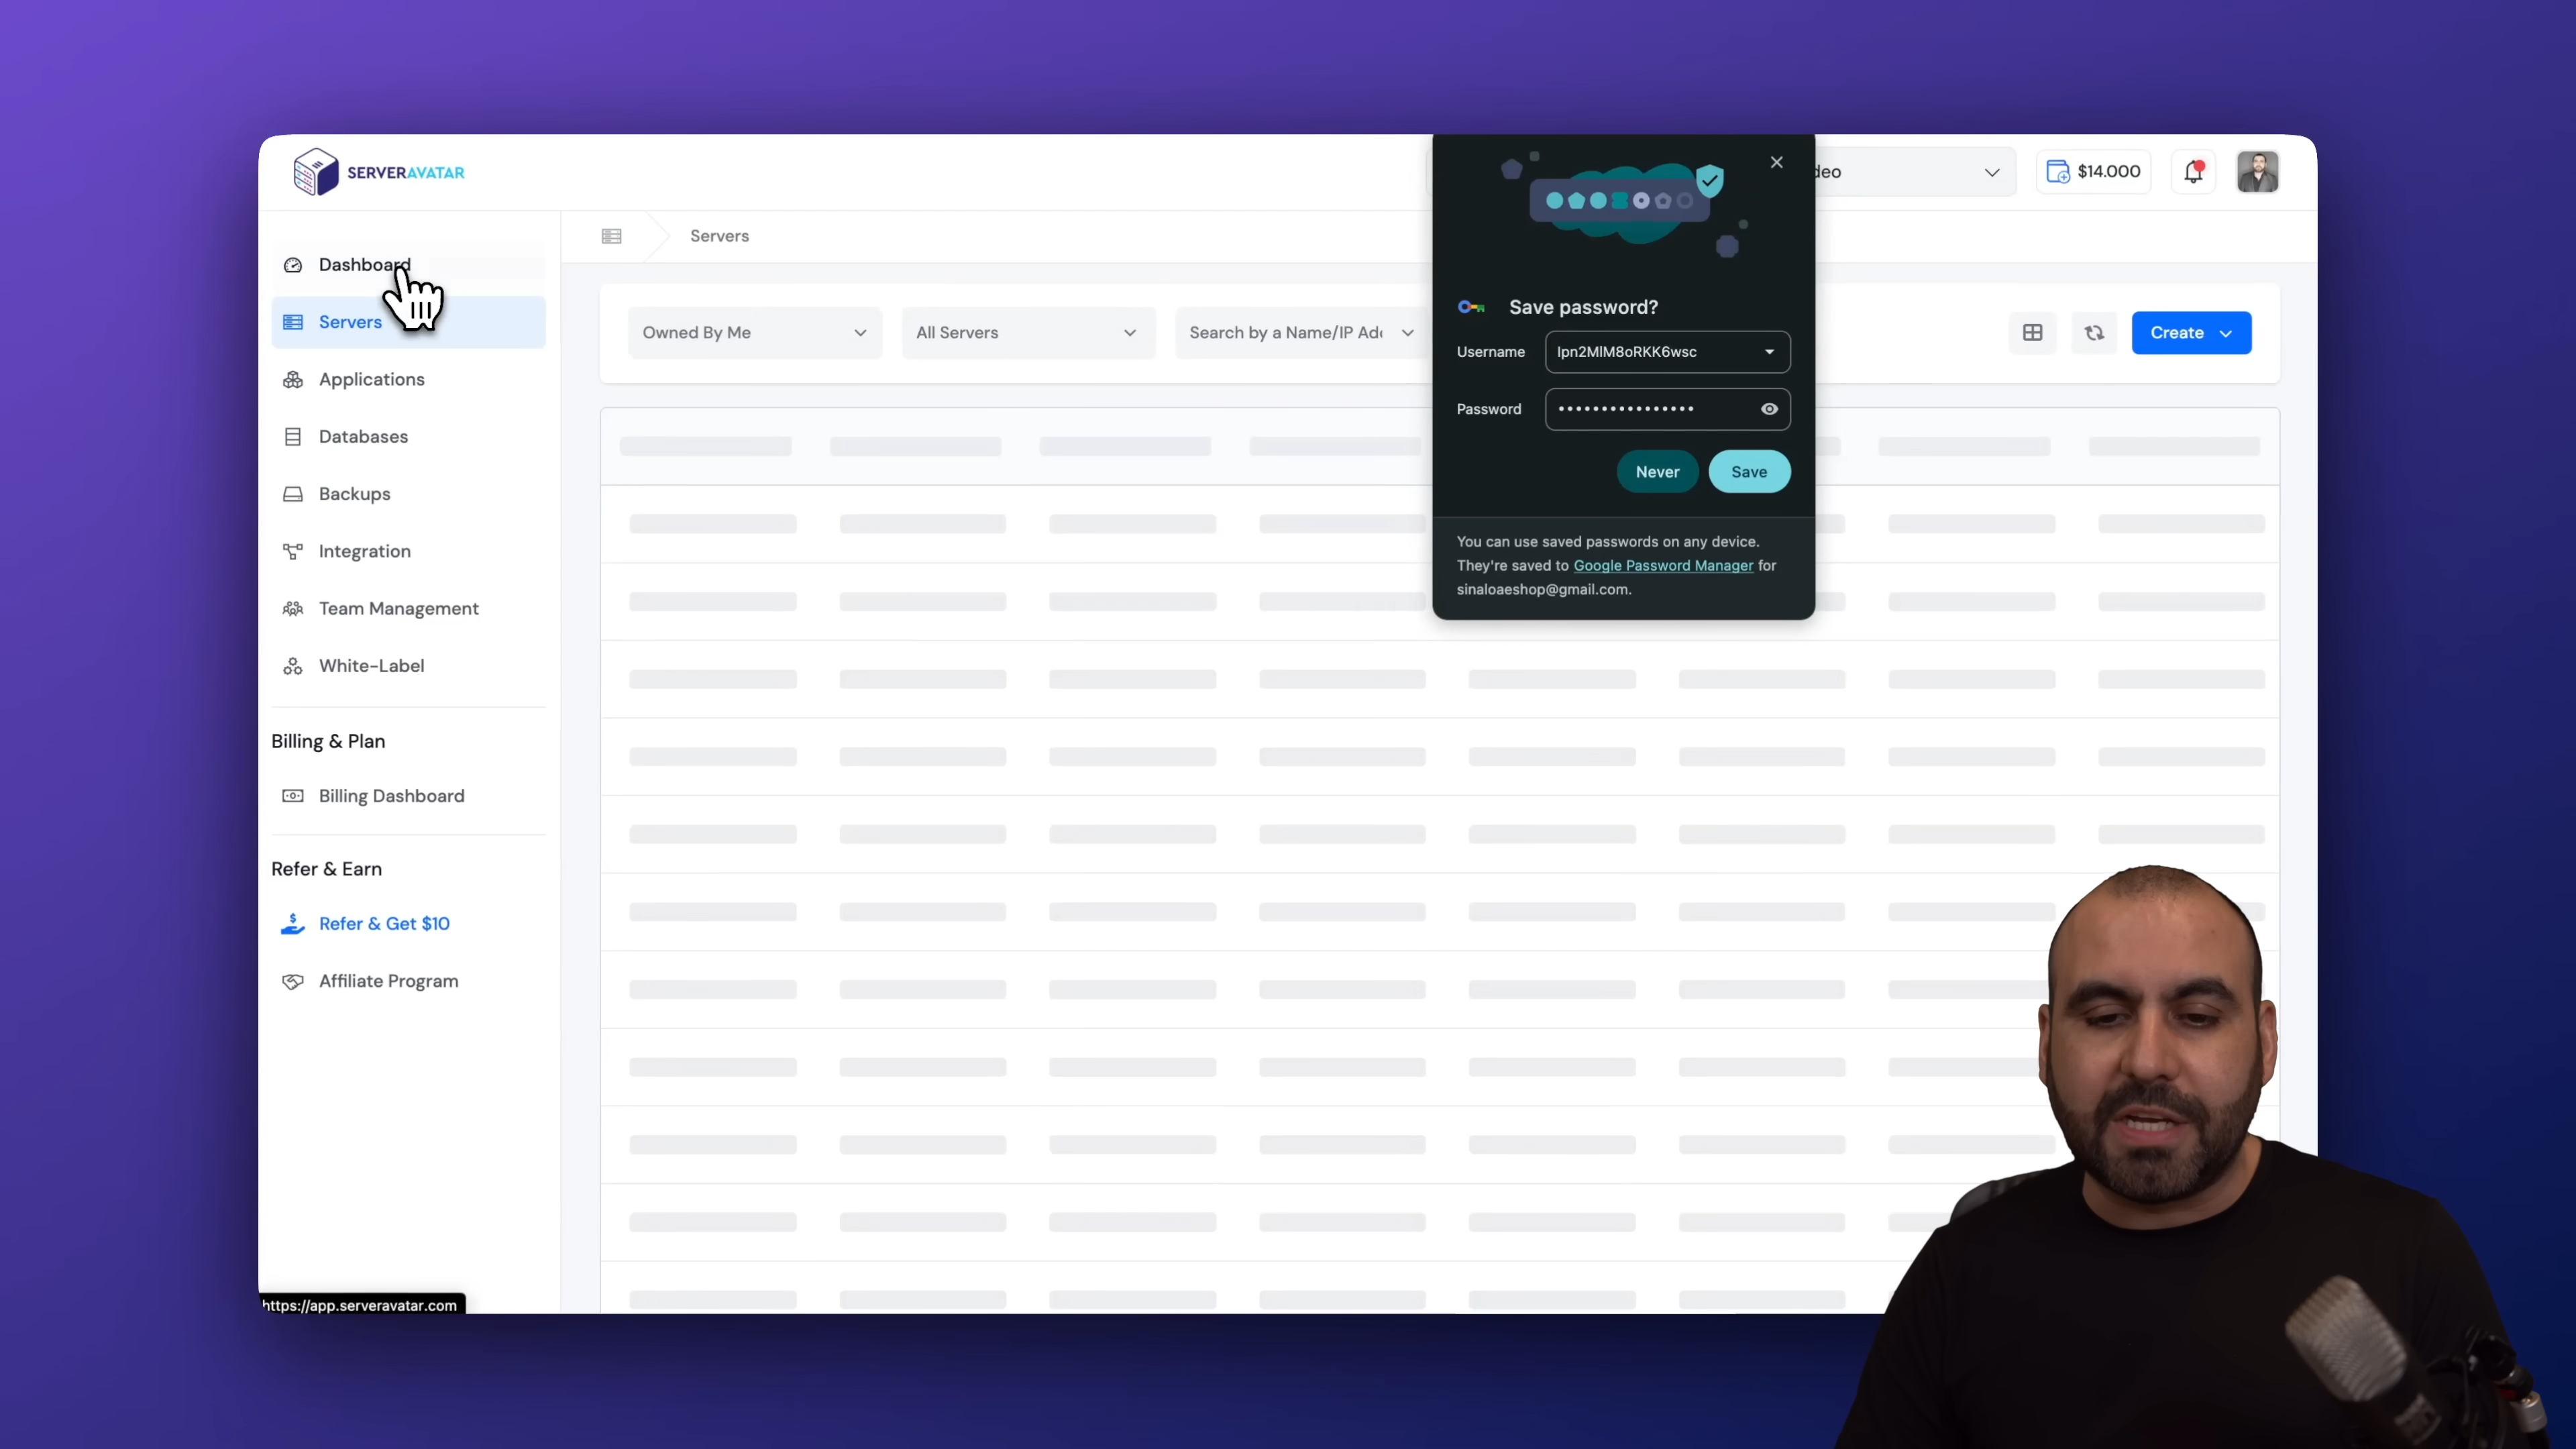 SERVERAVATAR
deo
$14.000
Dashboard
Servers
Applications
Databases
Backups
Integration
Team Management
White-Label
Billing & Plan
Billing Dashboard
Refer & Earn
Refer & Get $10
Affiliate Program
Servers
Owned By Me
All Servers
Search by a Name/IP Ad
Create
Save password?
Username
Password
••••••••••••••••
Never
Save
You can use saved passwords on any device.
They're saved to Google Password Manager for
sinaloaeshop@gmail.com.
https://app.serveravatar.com